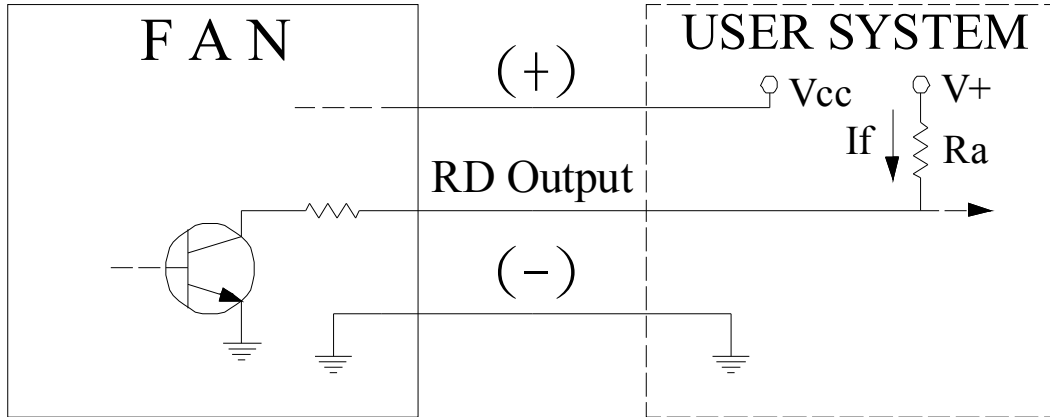 F A N
USER SYSTEM
(+)
Vcc
V+
If
Ra
RD Output
(-)